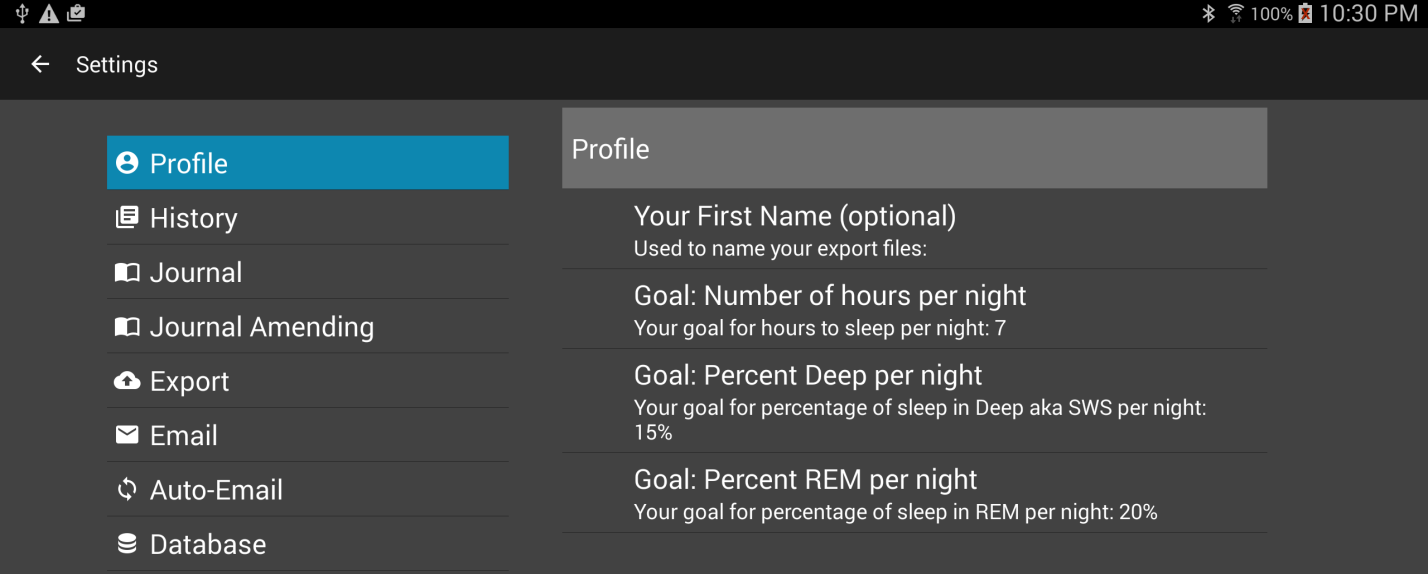 100% 10:30 PM
Settings
Profile
History
Journal
Journal Amending
Export
Email
Auto-Email
Database
Profile
Your First Name (optional)
Used to name your export files:
Goal: Number of hours per night
Your goal for hours to sleep per night: 7
Goal: Percent Deep per night
Your goal for percentage of sleep in Deep aka SWS per night:
15%
Goal: Percent REM per night
Your goal for percentage of sleep in REM per night: 20%